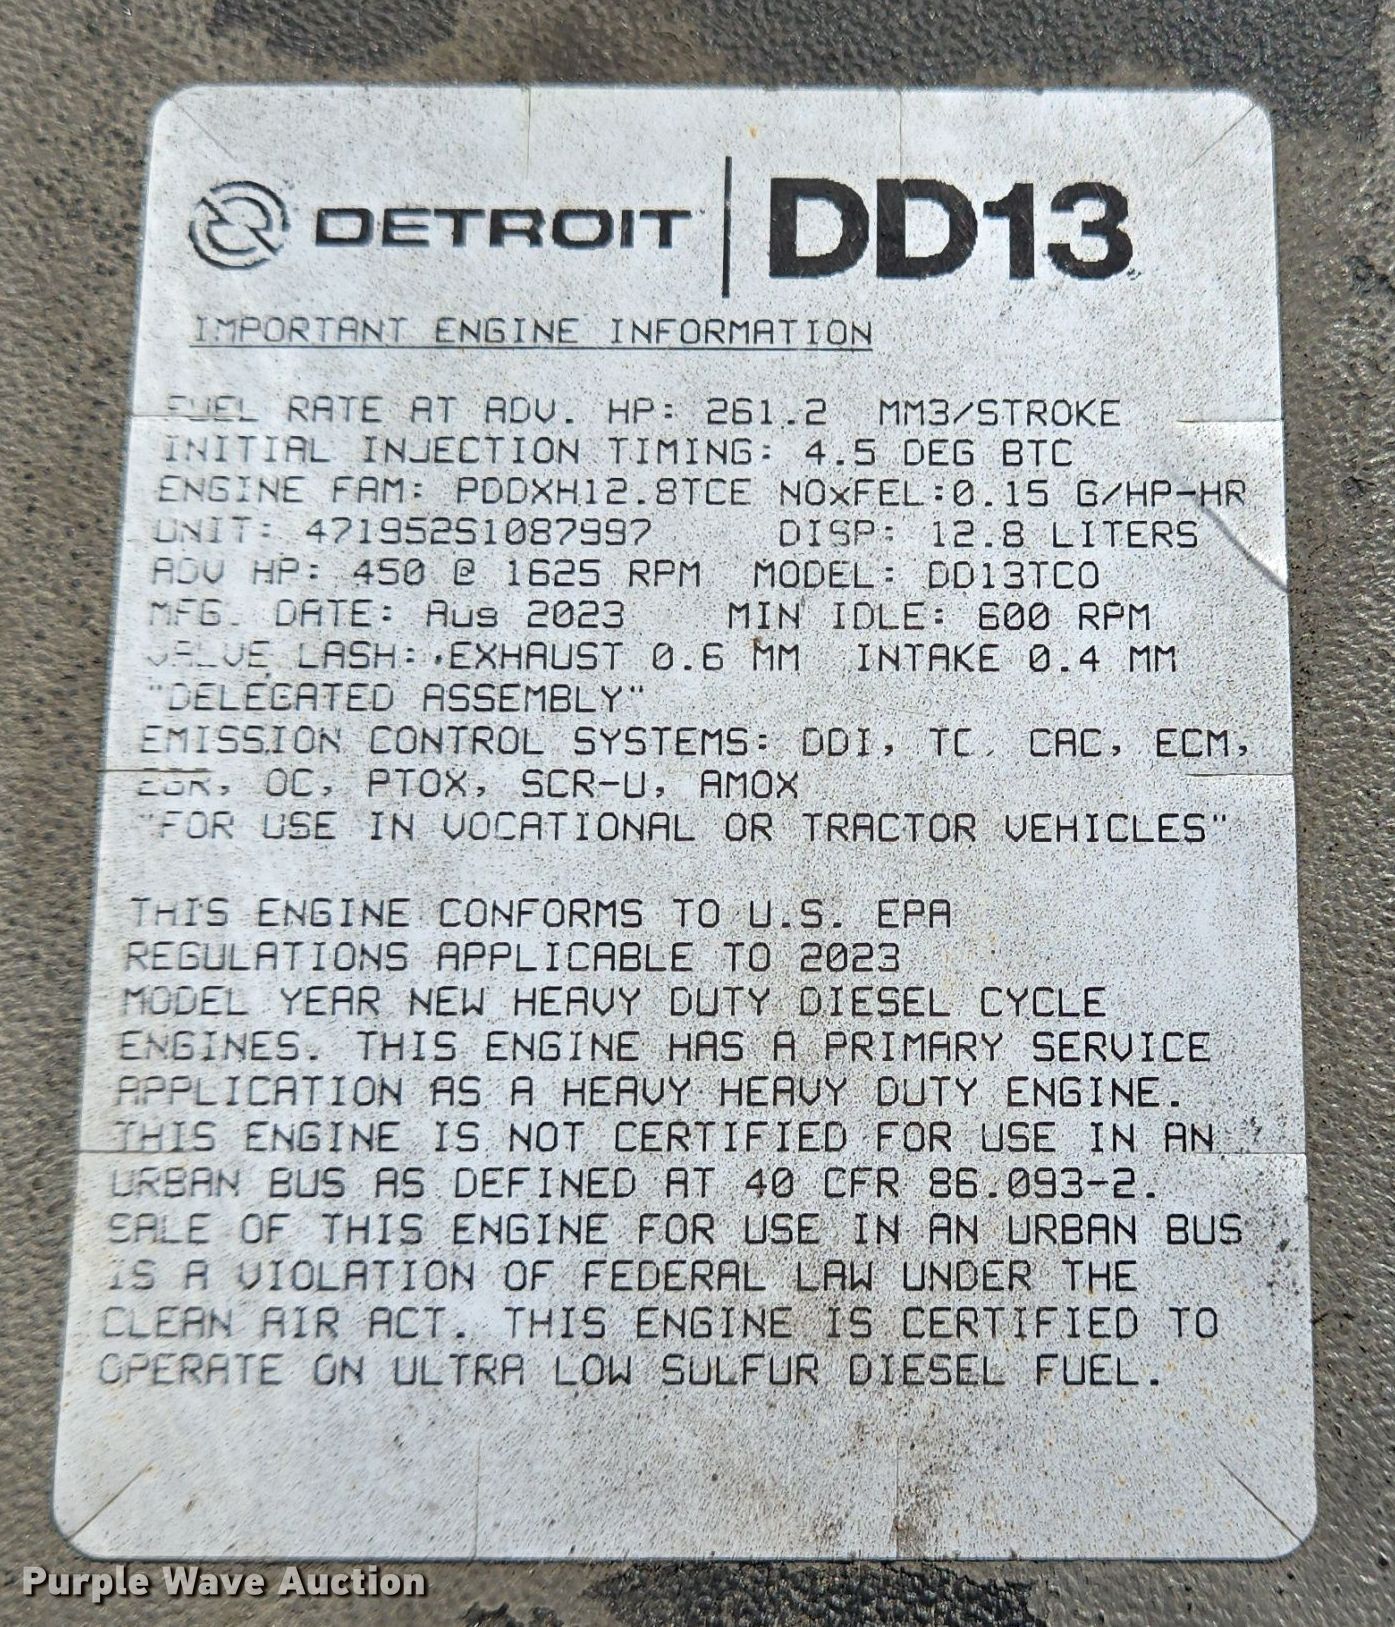 DETROIT | DD13
IMPORTANT ENGINE INFORMATION
FUEL RATE AT ADV. HP: 261.2 MM3/STROKE
INITIAL INJECTION TIMING: 4.5 DEG BTC
ENGINE FAM: PDDXH12.8TCE NOxFEL:0.15 G/HP-HR
UNIT: 471952S1087997 DISP: 12.8 LITERS
ADV HP: 450 @ 1625 RPM MODEL: DD13TCO
MFG. DATE: Aug 2023 MIN IDLE: 600 RPM
VALVE LASH: EXHAUST 0.6 MM INTAKE 0.4 MM
"DELEGATED ASSEMBLY"
EMISSION CONTROL SYSTEMS: DDI, TC, CAC, ECM,
EGR, OC, PTOX, SCR-U, AMOX
"FOR USE IN VOCATIONAL OR TRACTOR VEHICLES"
THIS ENGINE CONFORMS TO U.S. EPA
REGULATIONS APPLICABLE TO 2023
MODEL YEAR NEW HEAVY DUTY DIESEL CYCLE
ENGINES. THIS ENGINE HAS A PRIMARY SERVICE
APPLICATION AS A HEAVY HEAVY DUTY ENGINE.
THIS ENGINE IS NOT CERTIFIED FOR USE IN AN
URBAN BUS AS DEFINED AT 40 CFR 86.093-2.
SALE OF THIS ENGINE FOR USE IN AN URBAN BUS
IS A VIOLATION OF FEDERAL LAW UNDER THE
CLEAN AIR ACT. THIS ENGINE IS CERTIFIED TO
OPERATE ON ULTRA LOW SULFUR DIESEL FUEL.
Purple Wave Auction